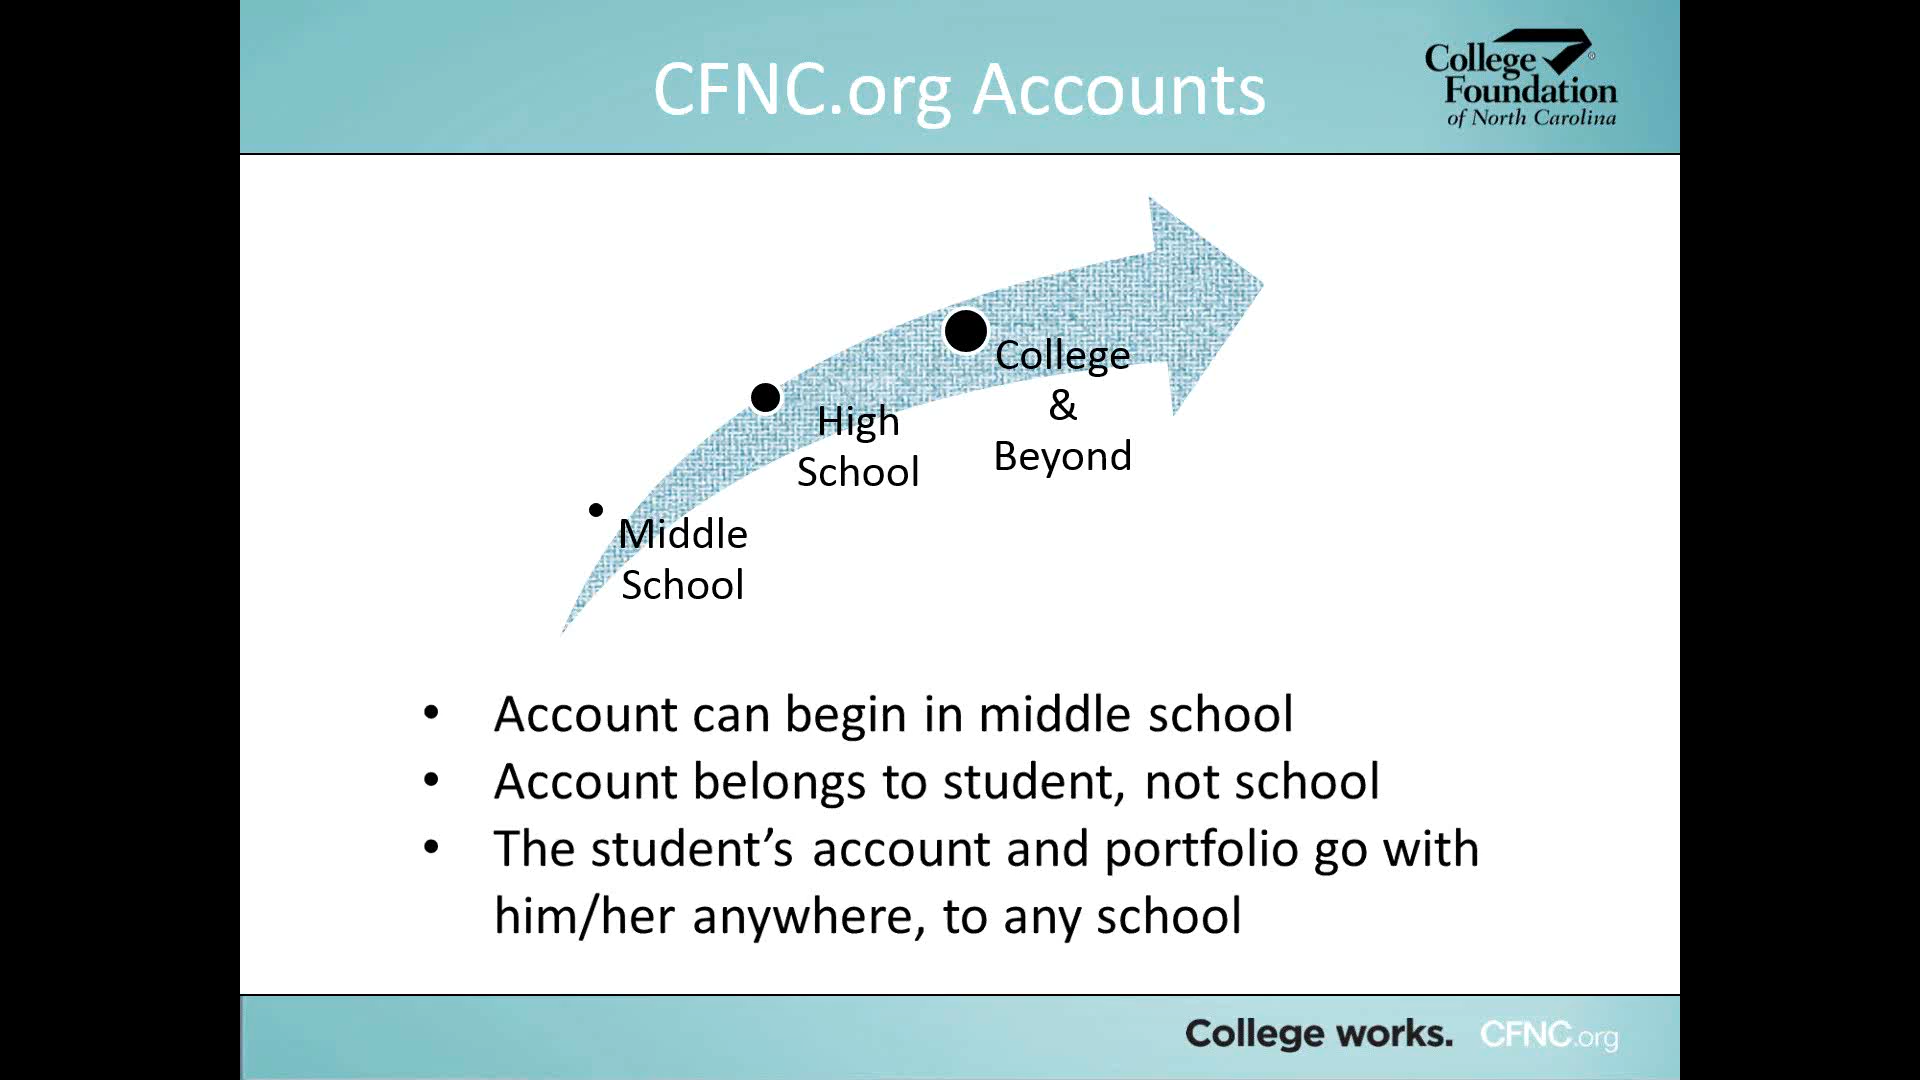 CFNC.org Accounts
College
Foundation
of North Carolina
®
College
&
Beyond
High
School
Middle
School
• Account can begin in middle school
• Account belongs to student, not school
• The student’s account and portfolio go with
him/her anywhere, to any school
College works. CFNC.org